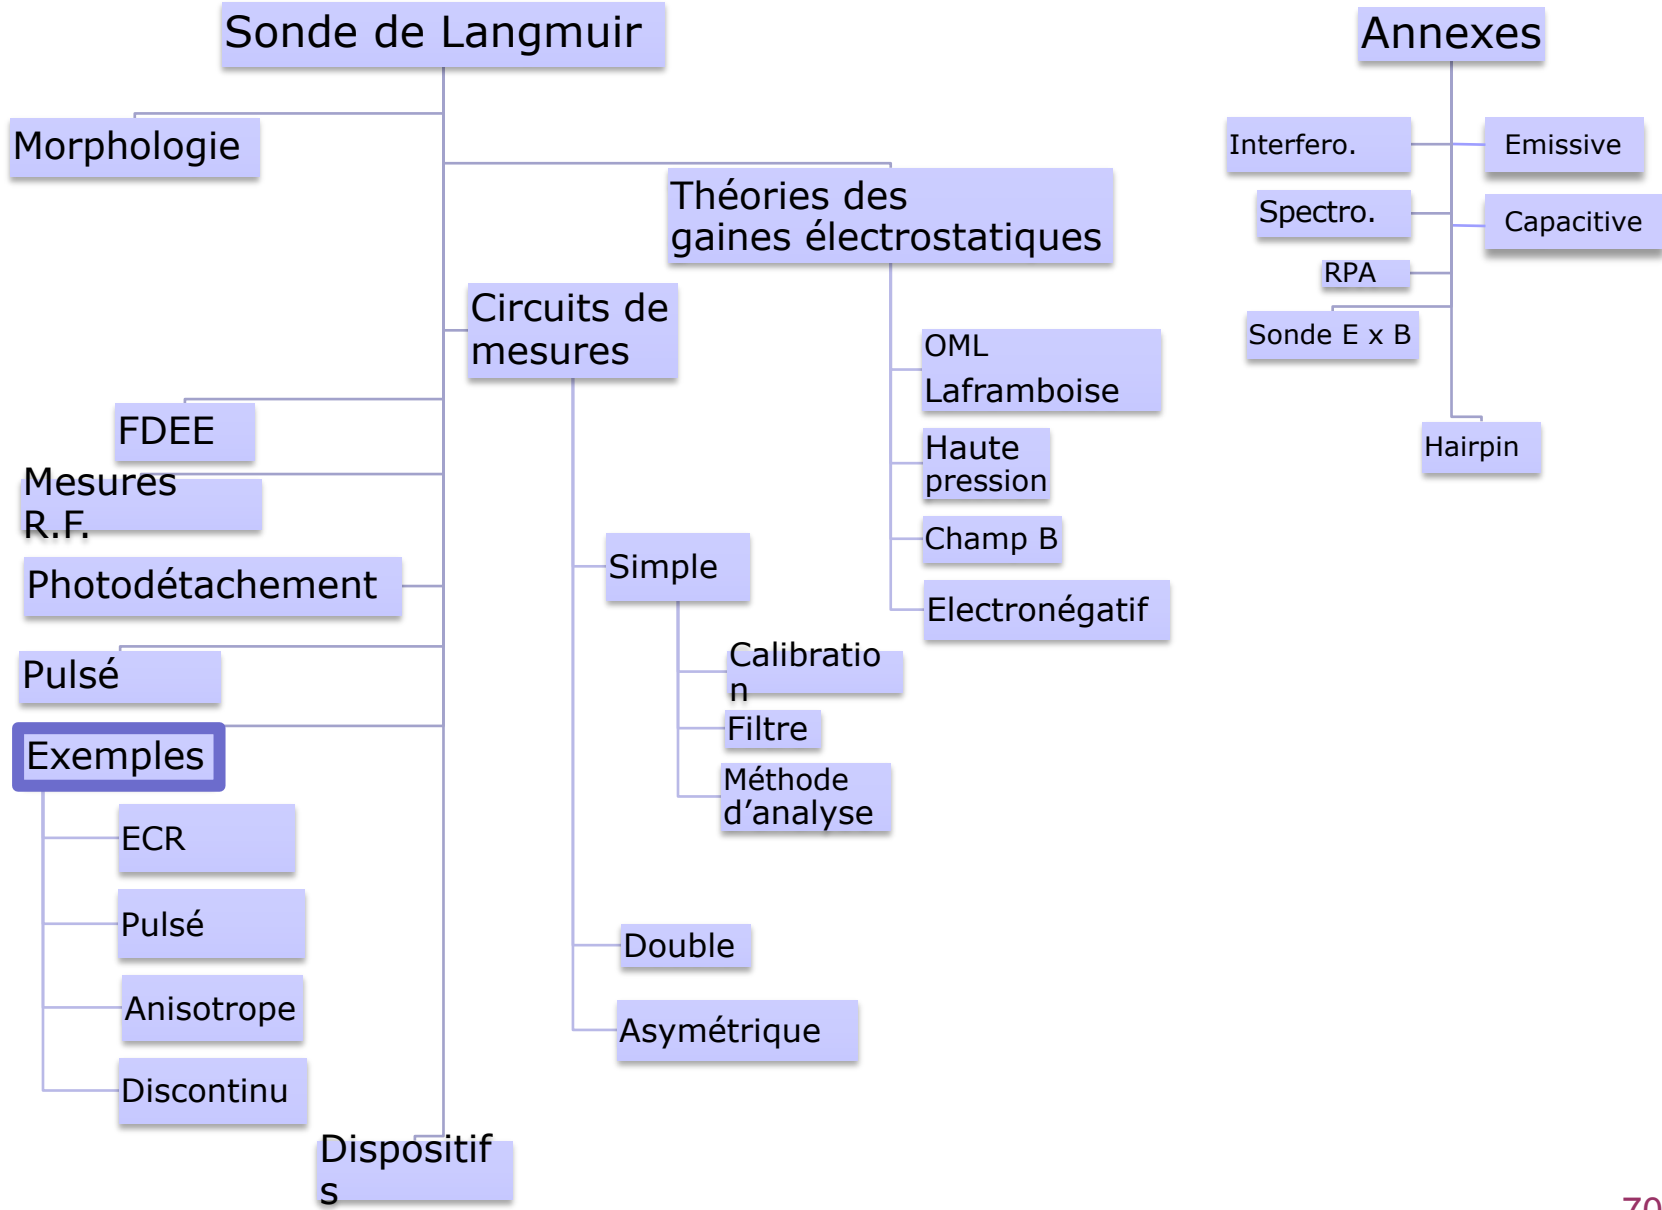 Sonde de Langmuir
Morphologie
Théories des
gaines électrostatiques
Circuits de
mesures
OML
Laframboise
Haute
pression
Champ B
Electronégatif
FDEE
Mesures
R.F.
Photodétachement
Pulsé
Exemples
ECR
Pulsé
Anisotrope
Discontinu
Simple
Calibratio
n
Filtre
Méthode
d’analyse
Double
Asymétrique
Dispositif
s
Annexes
Interfero.
Emissive
Spectro.
Capacitive
RPA
Sonde E x B
Hairpin
70